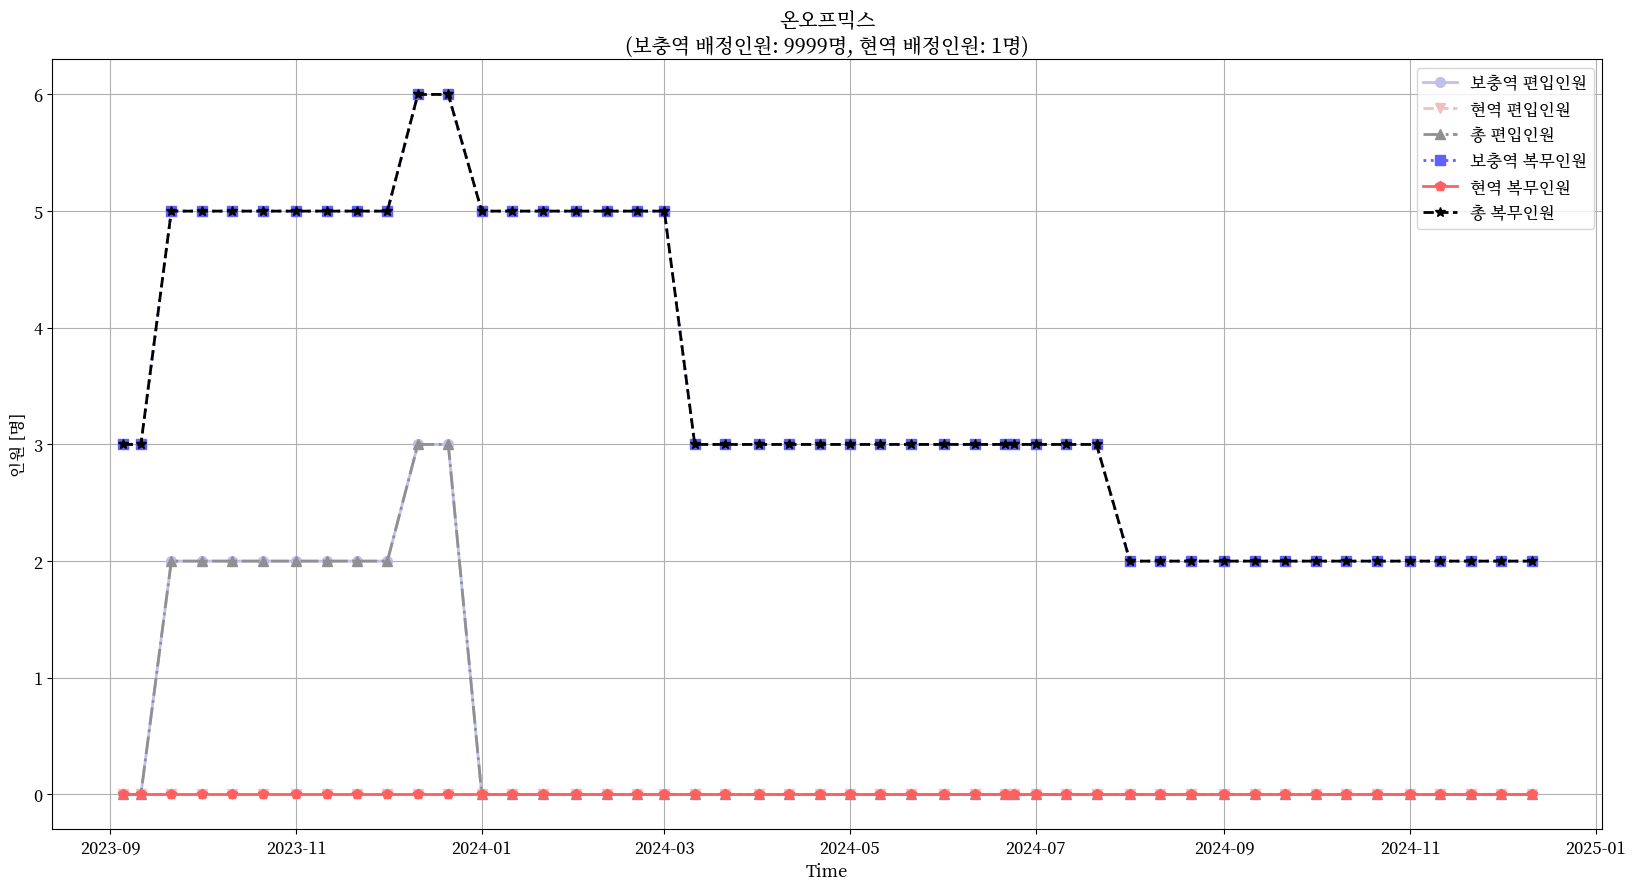 온오프믹스
(보충역 배정인원: 9999명, 현역 배정인원: 1명)
보충역 편입인원
현역 편입인원
총 편입인원
보충역 복무인원
현역 복무인원
총 복무인원
인원 [명]
6
5
4
3
2
1
0
2023-09
2023-11
2024-01
2024-03
2024-05
2024-07
2024-09
2024-11
2025-01
Time